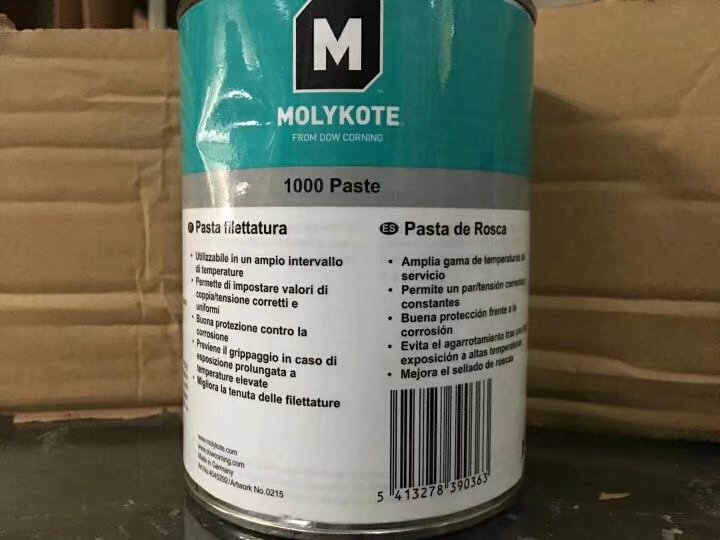 M
MOLYKOTE
FROM DOW CORNING
1000 Paste
Pasta filettatura
• Utilizzabile in un ampio intervallo
di temperature
• Permette di impostare valori di
coppia/tensione corretti e
uniformi
• Buona protezione contro la
corrosione
• Previene il grippaggio in caso di
esposizione prolungata a
temperature elevate
• Migliora la tenuta delle filettature
www.molykote.com
www.dowcorning.com
Made in Germany
Art.No.4045292/Artwork No.0215
ES Pasta de Rosca
• Amplia gama de temperaturas de
servicio
• Permite un par/tensión correctos y
constantes
• Buena protección frente a la
corrosión
• Evita el agarrotamiento tras una
exposición a altas temperaturas
• Mejora el sellado de roscas
5 413278 390363